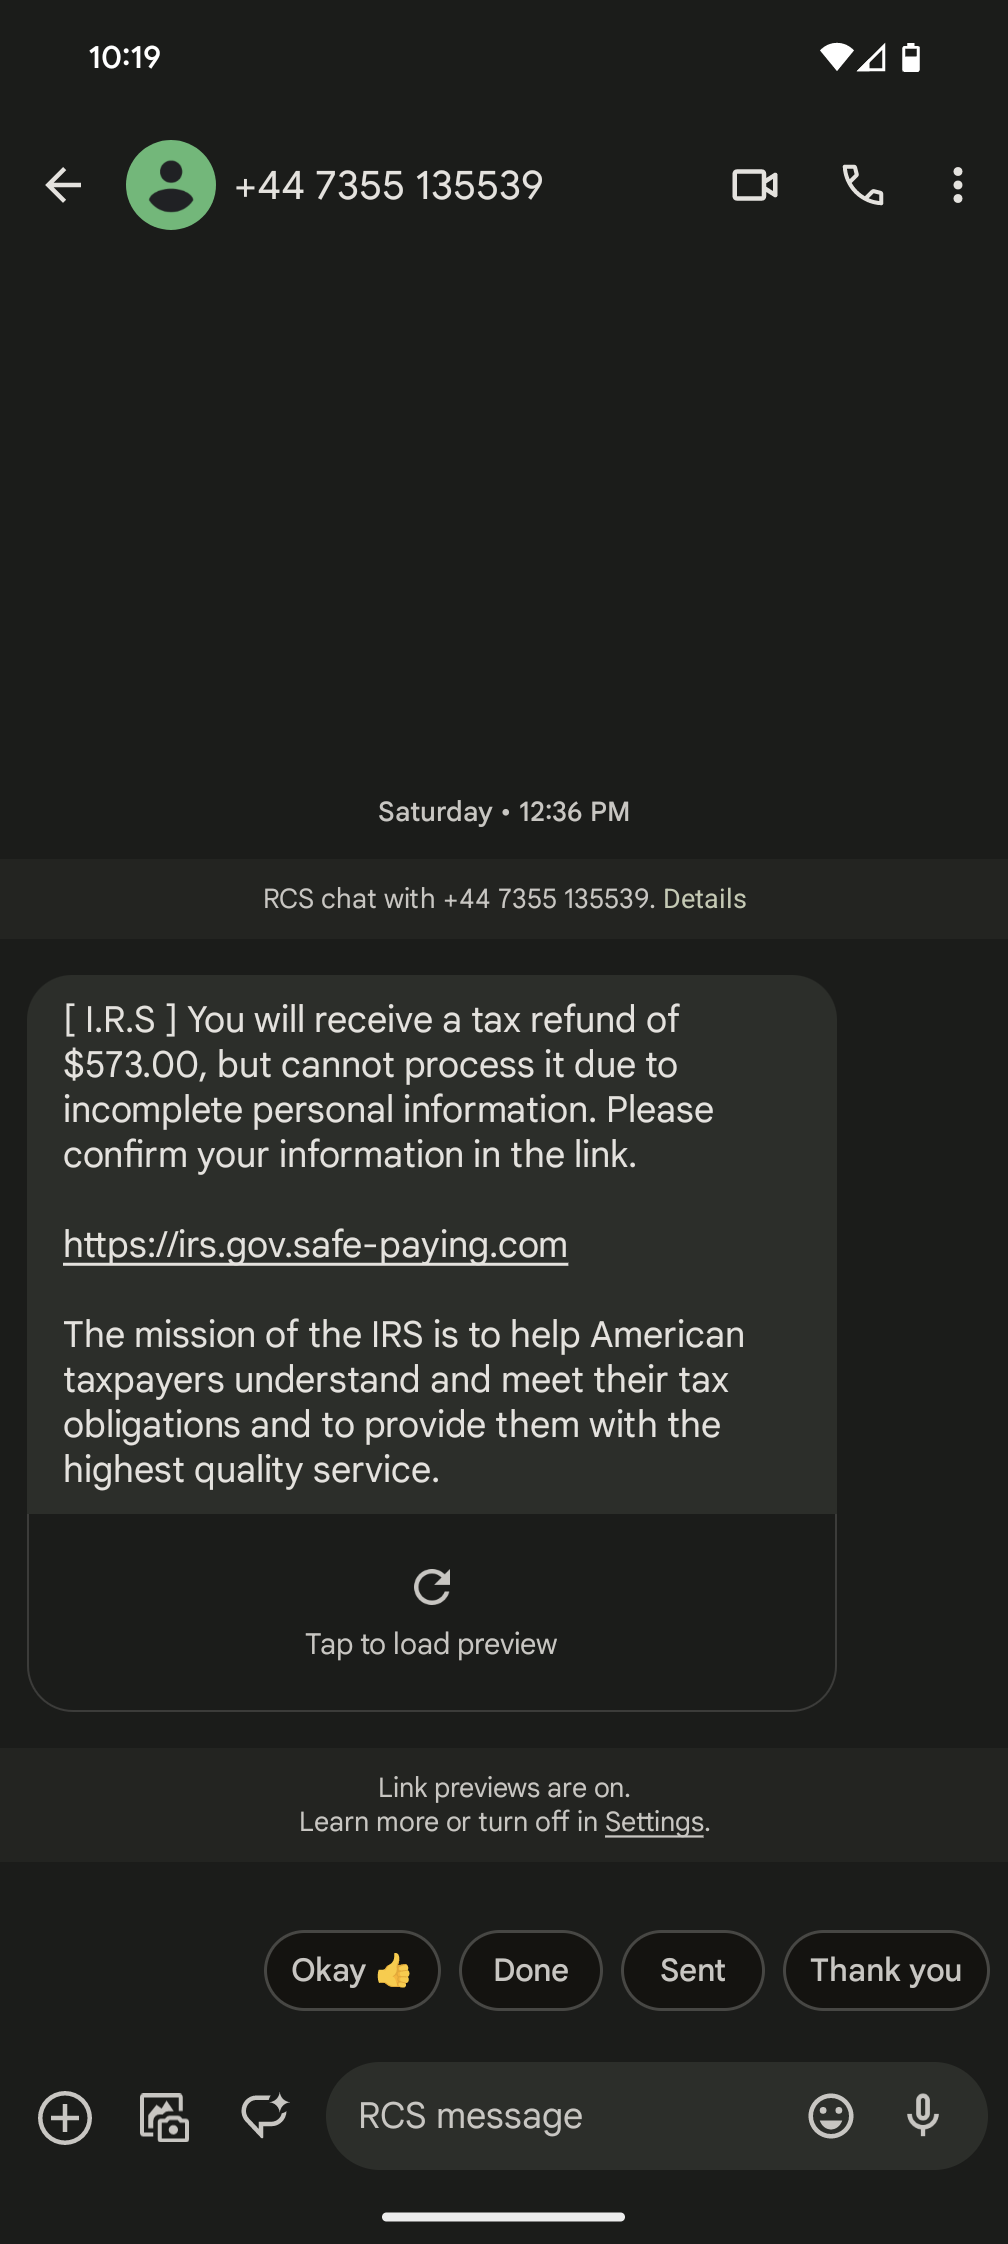 10:19
+44 7355 135539
Saturday • 12:36 PM
RCS chat with +44 7355 135539. Details
[ I.R.S ] You will receive a tax refund of
$573.00, but cannot process it due to
incomplete personal information. Please
confirm your information in the link.
https://irs.gov.safe-paying.com
The mission of the IRS is to help American
taxpayers understand and meet their tax
obligations and to provide them with the
highest quality service.
Tap to load preview
Link previews are on.
Learn more or turn off in Settings.
Okay 👍 Done Sent Thank you
RCS message